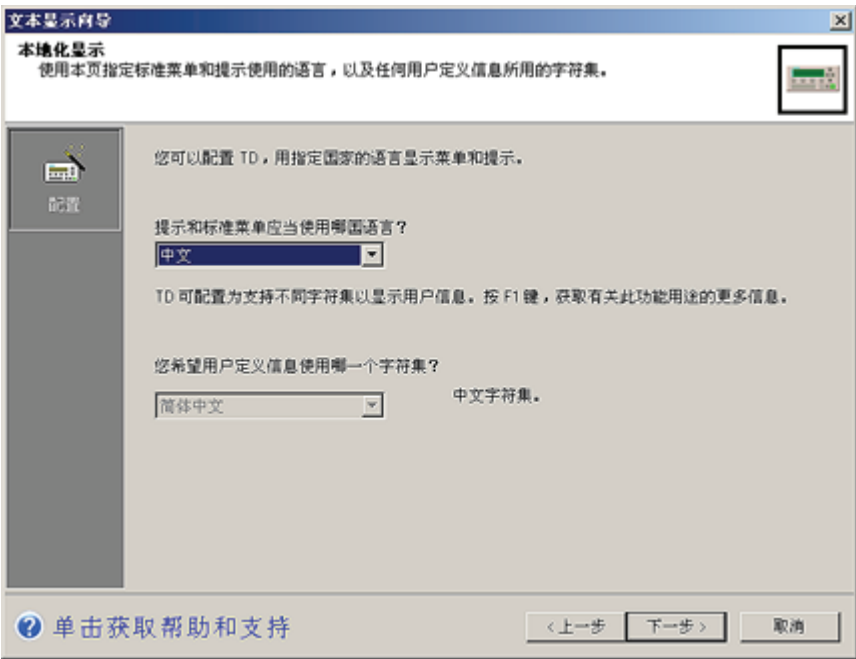 文本显示向导
本地化显示
使用本页指定标准菜单和提示使用的语言，以及任何用户定义信息所用的字符集。
配置
您可以配置 TD，用指定国家的语言显示菜单和提示。
提示和标准菜单应当使用哪国语言？
中文
TD 可配置为支持不同字符集以显示用户信息。按 F1 键，获取有关此功能用途的更多信息。
您希望用户定义信息使用哪一个字符集？
简体中文
中文字符集。
单击获取帮助和支持
<上一步
下一步>
取消